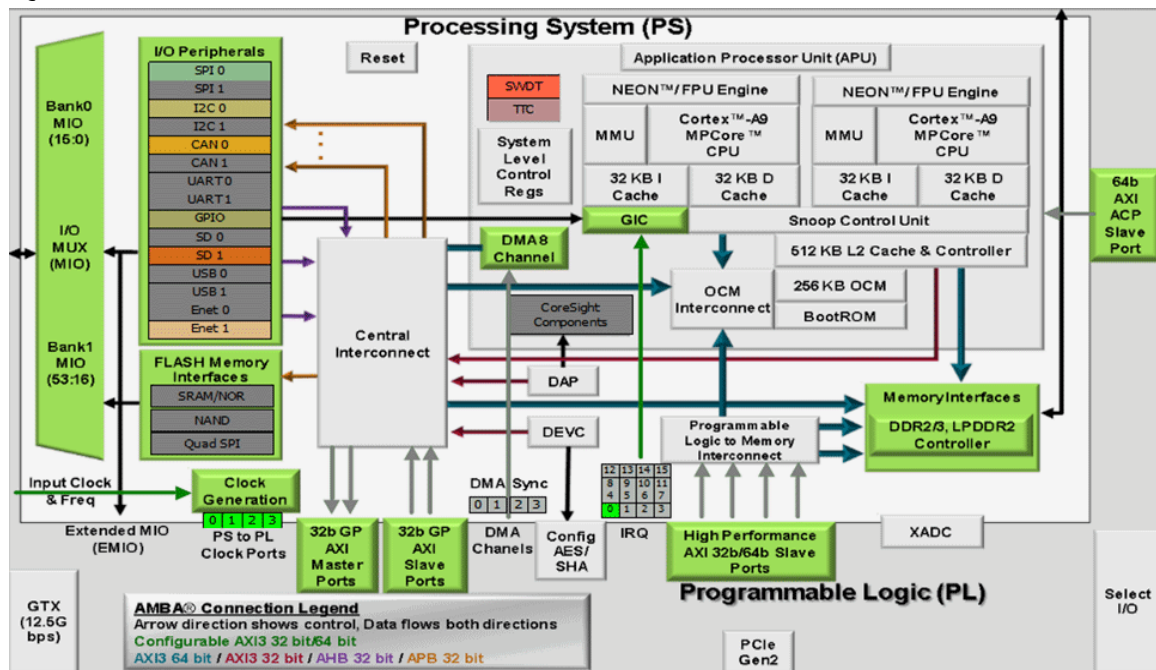 Processing System (PS)
I/O Peripherals
SPI 0
SPI 1
I2C 0
I2C 1
CAN 0
CAN 1
UART 0
UART 1
GPIO
SD 0
SD 1
USB 0
USB 1
Enet 0
Enet 1
Bank0
MIO
(15:0)
I/O
MUX
(MIO)
Bank1
MIO
(53:16)
FLASH Memory
Interfaces
SRAM/NOR
NAND
Quad SPI
Reset
Application Processor Unit (APU)
SWDT
TTC
System
Level
Control
Regs
NEON™/FPU Engine
MMU
Cortex™-A9
MPCore™
CPU
32 KB I
Cache
32 KB D
Cache
NEON™/FPU Engine
MMU
Cortex™-A9
MPCore™
CPU
32 KB I
Cache
32 KB D
Cache
GIC
Snoop Control Unit
DMA8
Channel
512 KB L2 Cache & Controller
OCM
Interconnect
256 KB OCM
BootROM
64b
AXI
ACP
Slave
Port
Central
Interconnect
CoreSight
Components
DAP
DEVC
Programmable
Logic to Memory
Interconnect
Memory Interfaces
DDR2/3, LPDDR2
Controller
Input Clock
& Freq
Clock
Generation
0 1 2 3
PS to PL
Clock Ports
Extended MIO
(EMIO)
32b GP
AXI
Master
Ports
32b GP
AXI
Slave
Ports
DMA Sync
0 1 2 3
DMA
Channels
Config
AES/
SHA
12 13 14 15
8 9 10 11
4 5 6 7
0 1 2 3
IRQ
High Performance
AXI 32b/64b Slave
Ports
XADC
Programmable Logic (PL)
GTX
(12.5G
bps)
AMBA® Connection Legend
Arrow direction shows control, Data flows both directions
Configurable AXI3 32 bit/64 bit
AXI3 64 bit / AXI3 32 bit / AHB 32 bit / APB 32 bit
PCIe
Gen2
Select
I/O